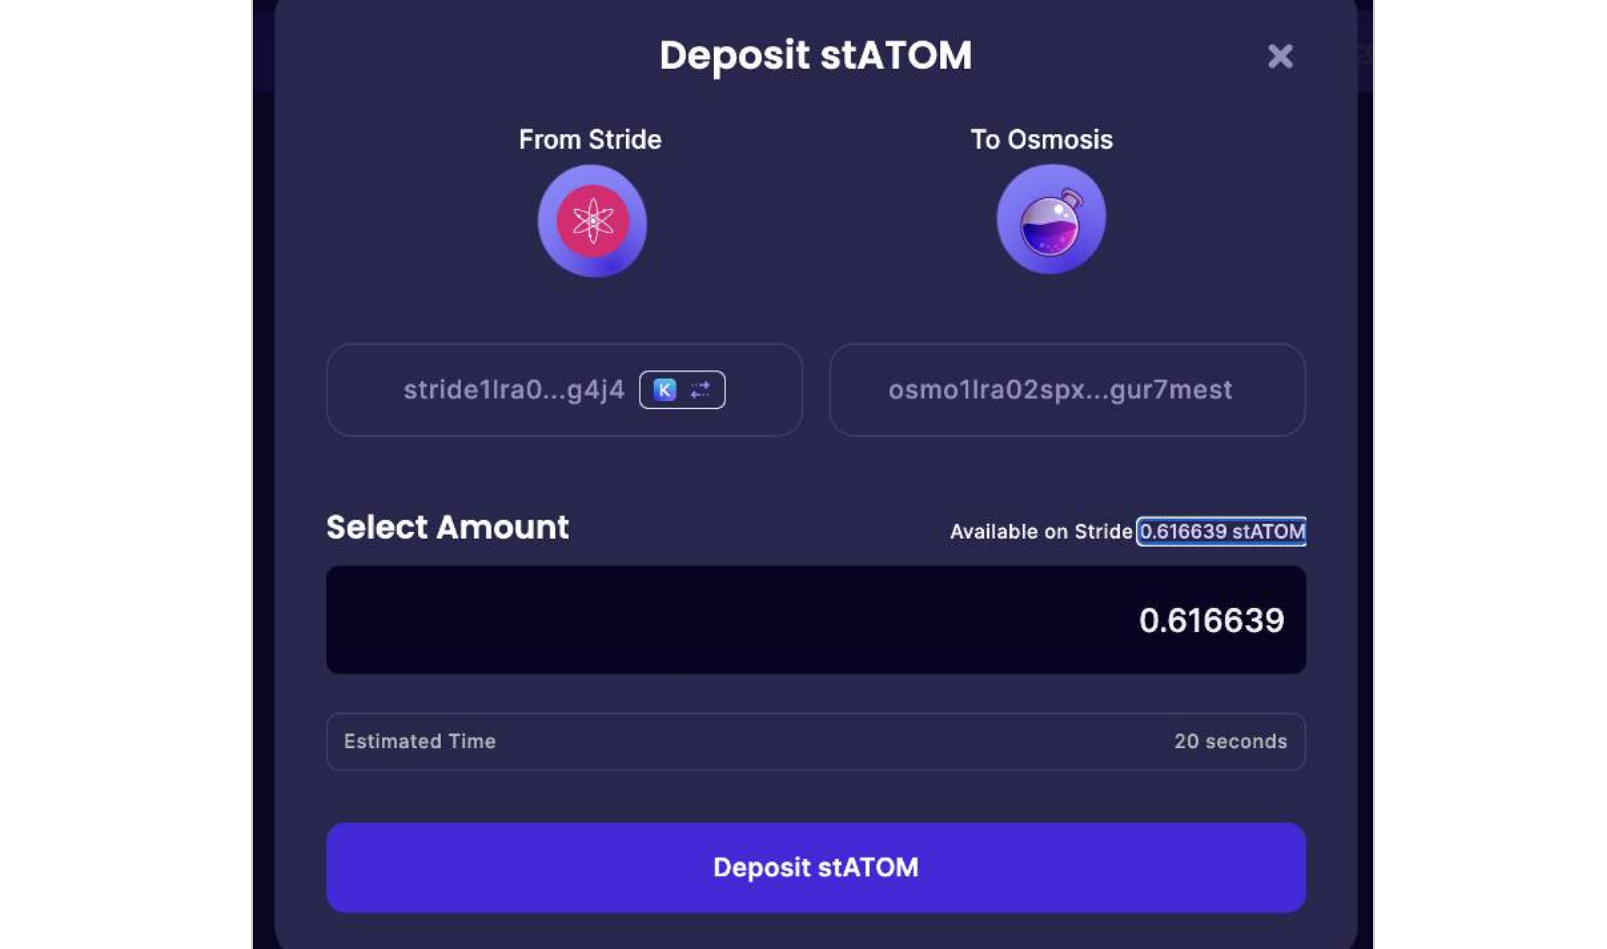 Deposit stATOM
From Stride
To Osmosis
stride1lra0...g4j4
K
osmo1lra02spx...gur7mest
Select Amount
Available on Stride 0.616639 stATOM
0.616639
Estimated Time
20 seconds
Deposit stATOM